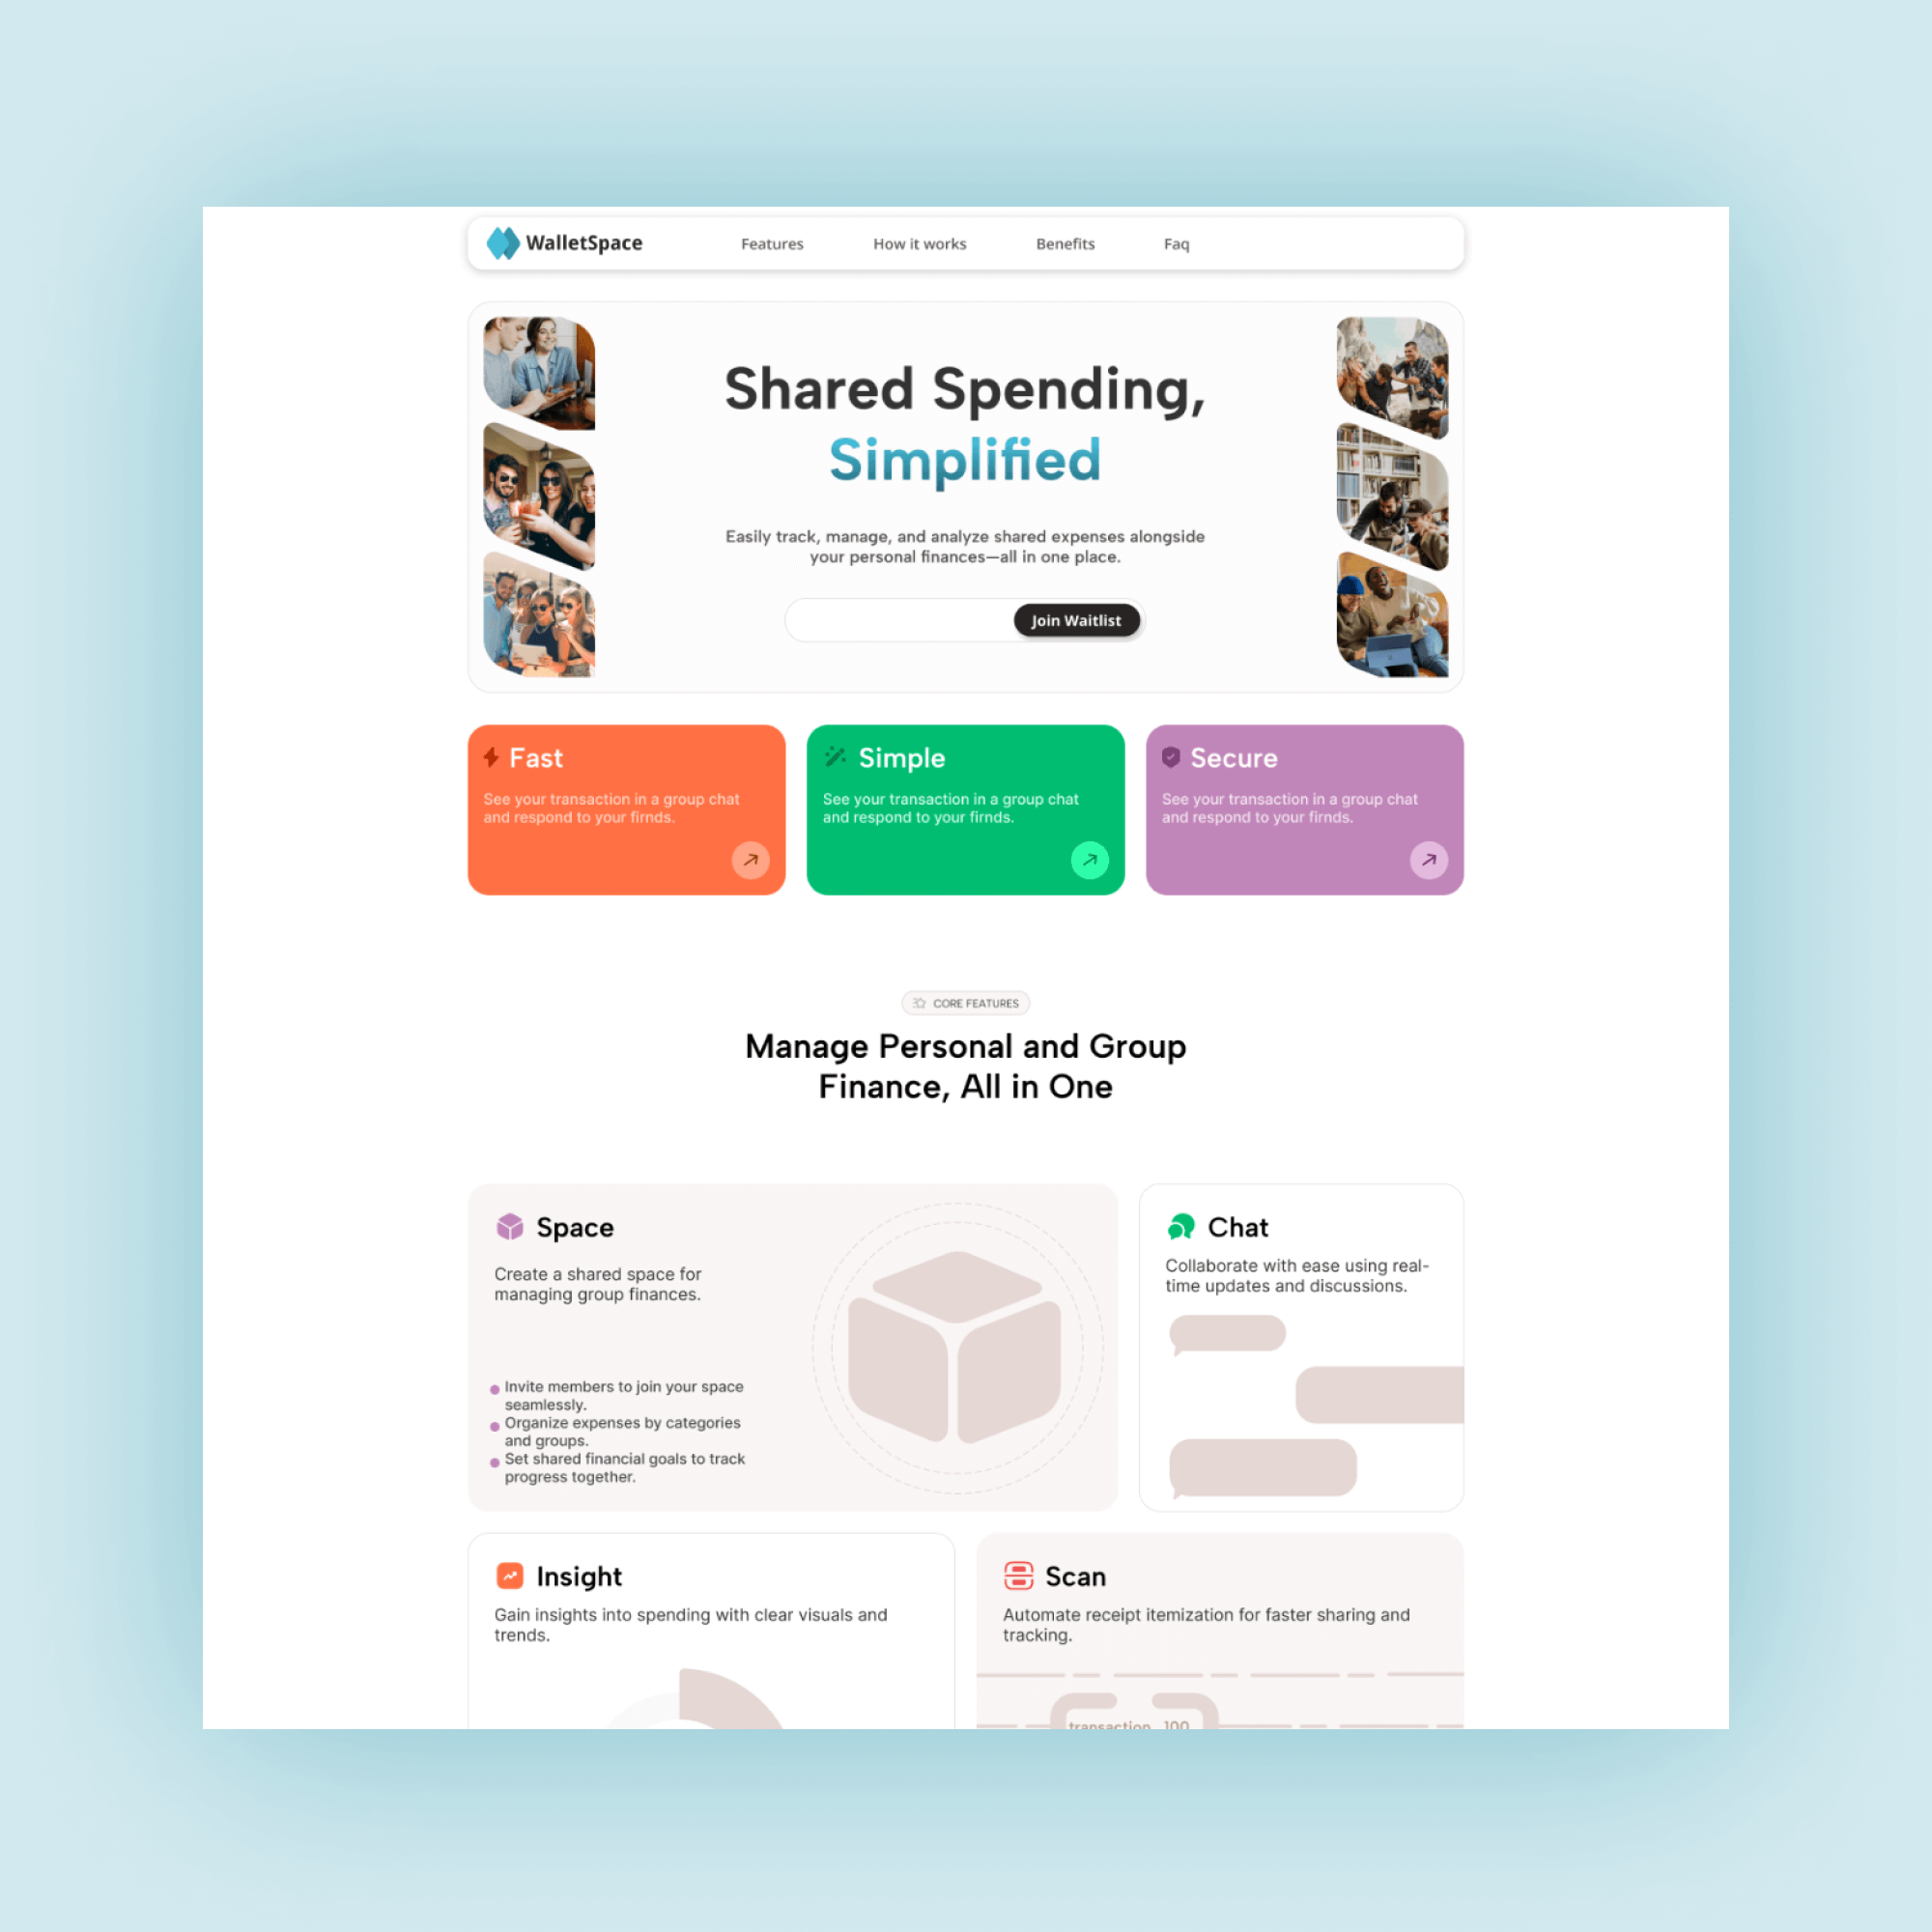 WalletSpace
Features
How it works
Benefits
Faq
Shared Spending,
Simplified
Easily track, manage, and analyze shared expenses alongside
your personal finances—all in one place.
Join Waitlist
Fast
See your transaction in a group chat
and respond to your firnds.
Simple
See your transaction in a group chat
and respond to your firnds.
Secure
See your transaction in a group chat
and respond to your firnds.
CORE FEATURES
Manage Personal and Group
Finance, All in One
Space
Create a shared space for
managing group finances.
Invite members to join your space
seamlessly.
Organize expenses by categories
and groups.
Set shared financial goals to track
progress together.
Chat
Collaborate with ease using real-
time updates and discussions.
Insight
Gain insights into spending with clear visuals and
trends.
Scan
Automate receipt itemization for faster sharing and
tracking.
transaction 100